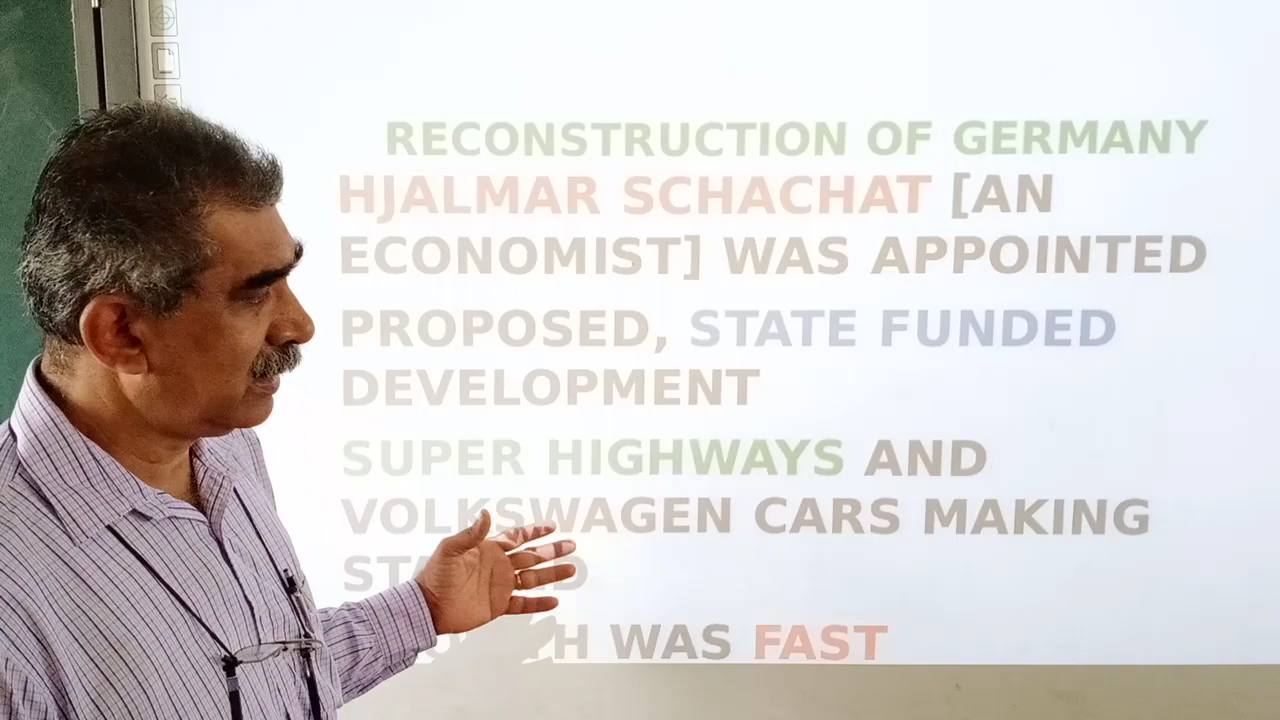 RECONSTRUCTION OF GERMANY
HJALMAR SCHACHAT [AN
ECONOMIST] WAS APPOINTED
PROPOSED, STATE FUNDED
DEVELOPMENT
SUPER HIGHWAYS AND
VOLKSWAGEN CARS MAKING
WAS FAST